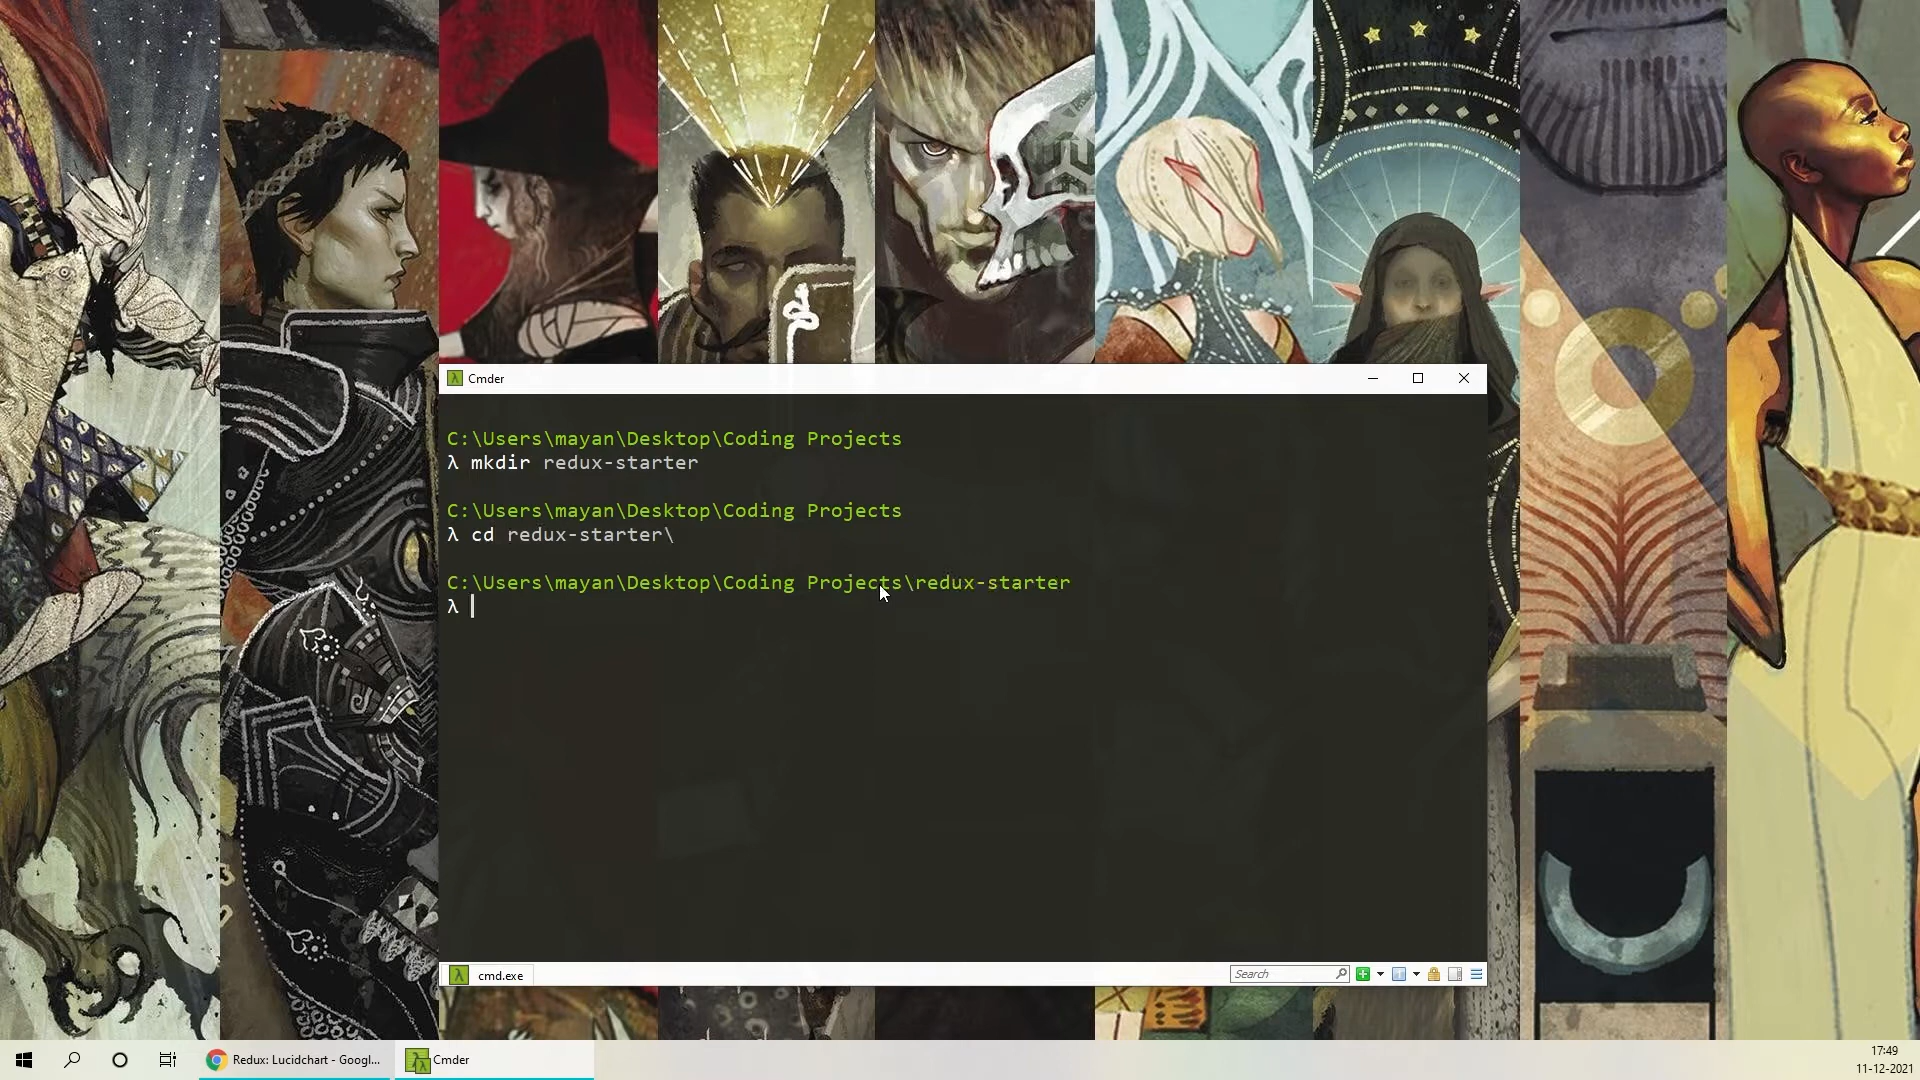 Cmder
C:\Users\mayan\Desktop\Coding Projects
λ mkdir redux-starter
C:\Users\mayan\Desktop\Coding Projects
λ cd redux-starter\
C:\Users\mayan\Desktop\Coding Projects\redux-starter
λ
cmd.exe
Search
Redux: Lucidchart - Googl...
Cmder
17:49
11-12-2021